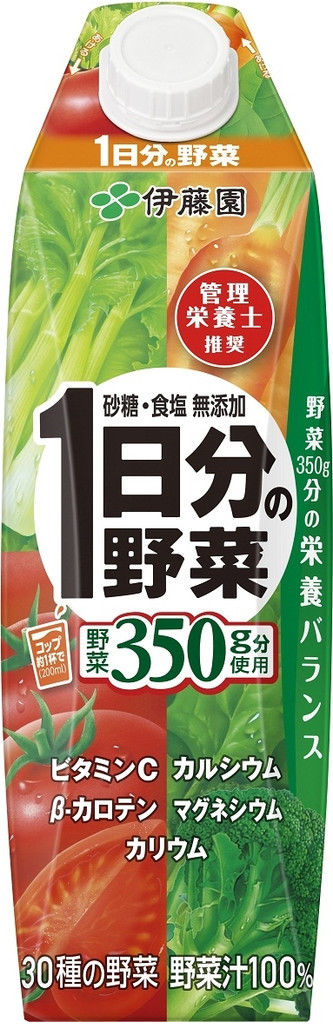 1日分の野菜
伊藤園
管理
栄養士
推奨
砂糖・食塩 無添加
1日分の
野菜
野菜350g分使用
コップ
約1杯で
(200ml)
野菜350g分の栄養バランス
ビタミンC カルシウム
β-カロテン マグネシウム
カリウム
30種の野菜 野菜汁100%